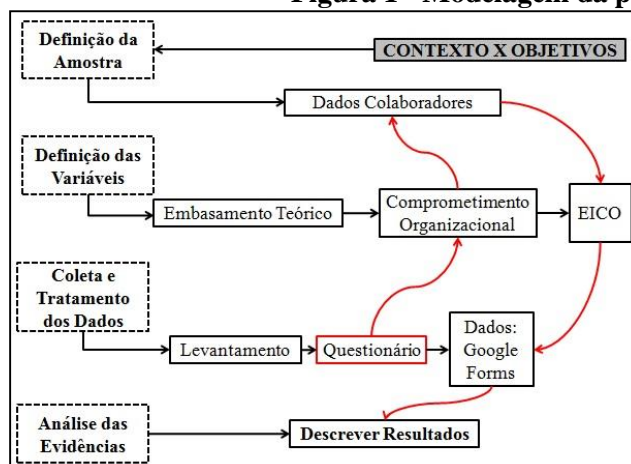 Figura 1 - Modelagem da p
Definição da
Amostra
CONTEXTO X OBJETIVOS
Dados Colaboradores
Definição das
Variáveis
Embasamento Teórico
Comprometimento
Organizacional
EICO
Coleta e
Tratamento
dos Dados
Levantamento
Questionário
Dados:
Google
Forms
Análise das
Evidências
Descrever Resultados